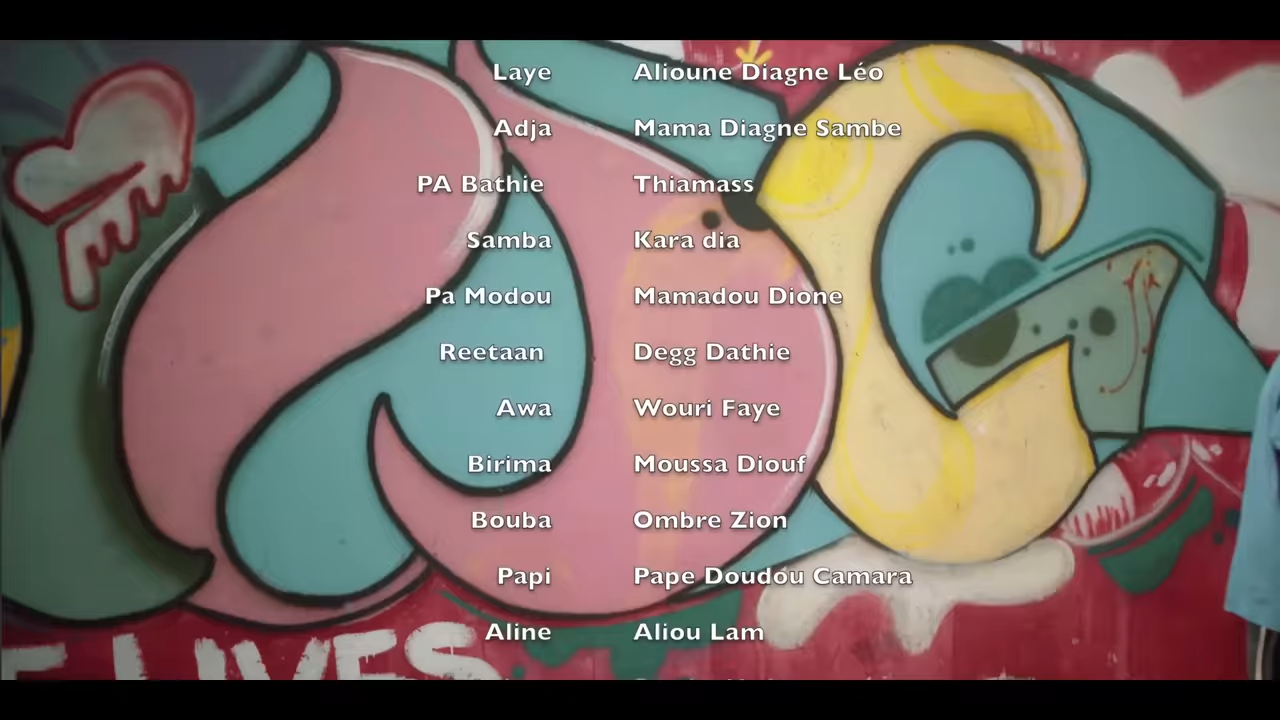 Laye Alioune Diagne Léo
Adja Mama Diagne Sambe
PA Bathie Thiamass
Samba Kara dia
Pa Modou Mamadou Dione
Reetaan Degg Dathie
Awa Wouri Faye
Birima Moussa Diouf
Bouba Ombre Zion
Papi Pape Doudou Camara
Aline Aliou Lam
LIVES